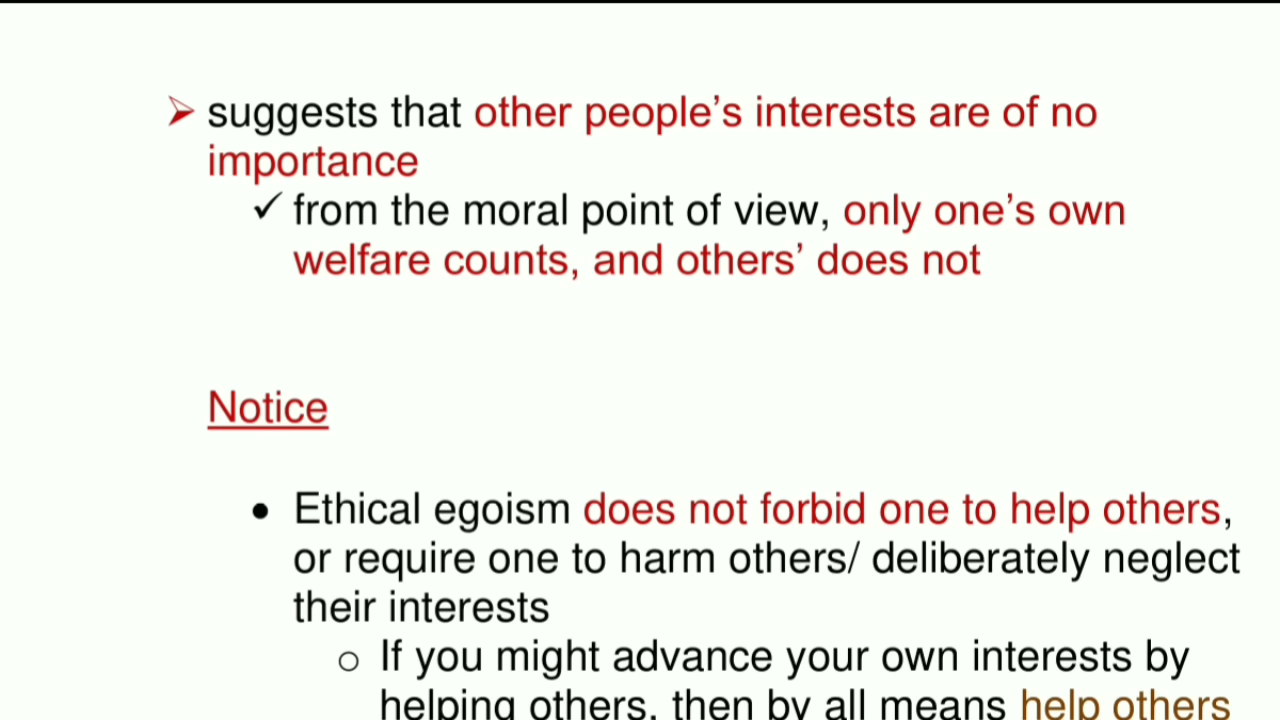 ➢ suggests that other people’s interests are of no
importance
✓ from the moral point of view, only one’s own
welfare counts, and others’ does not
Notice
• Ethical egoism does not forbid one to help others,
or require one to harm others/ deliberately neglect
their interests
o If you might advance your own interests by
helping others, then by all means help others